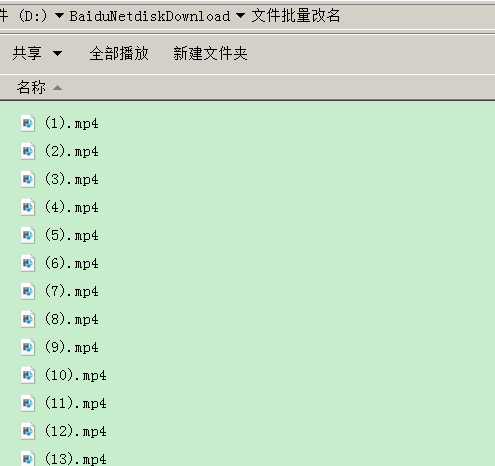 件 (D:) ▼ BaiduNetdiskDownload ▼ 文件批量改名
共享 ▼ 全部播放 新建文件夹
名称
(1).mp4
(2).mp4
(3).mp4
(4).mp4
(5).mp4
(6).mp4
(7).mp4
(8).mp4
(9).mp4
(10).mp4
(11).mp4
(12).mp4
(13).mp4